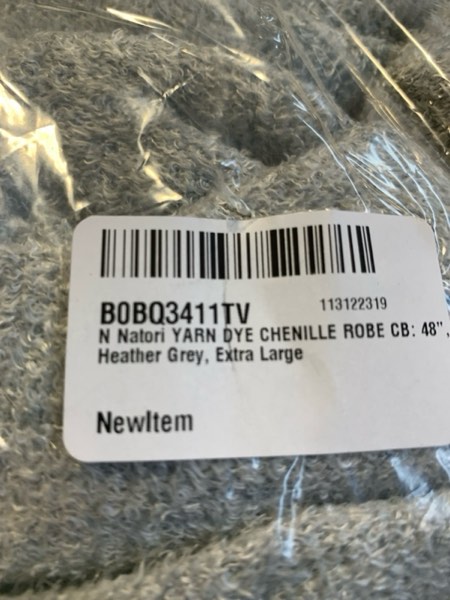 B0BQ3411TV 113122319
N Natori YARN DYE CHENILLE ROBE CB: 48",
Heather Grey, Extra Large
NewItem